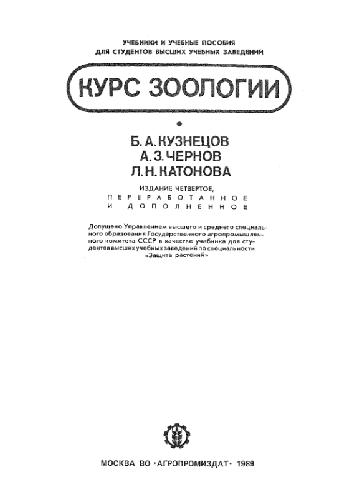 УЧЕБНИКИ И УЧЕБНЫЕ ПОСОБИЯ
ДЛЯ СТУДЕНТОВ ВЫСШИХ УЧЕБНЫХ ЗАВЕДЕНИЙ
КУРС ЗООЛОГИИ
Б.А.КУЗНЕЦОВ
А.З.ЧЕРНОВ
Л.Н.КАТОНОВА
ИЗДАНИЕ ЧЕТВЕРТОЕ,
ПЕРЕРАБОТАННОЕ
И ДОПОЛНЕННОЕ
Допущено Управлением высшего и среднего специаль-
ного образования Государственного агропромышлен-
ного комитета СССР в качестве учебника для сту-
дентов высших учебных заведений по специальности
«Защита растений»
МОСКВА ВО «АГРОПРОМИЗДАТ» 1989